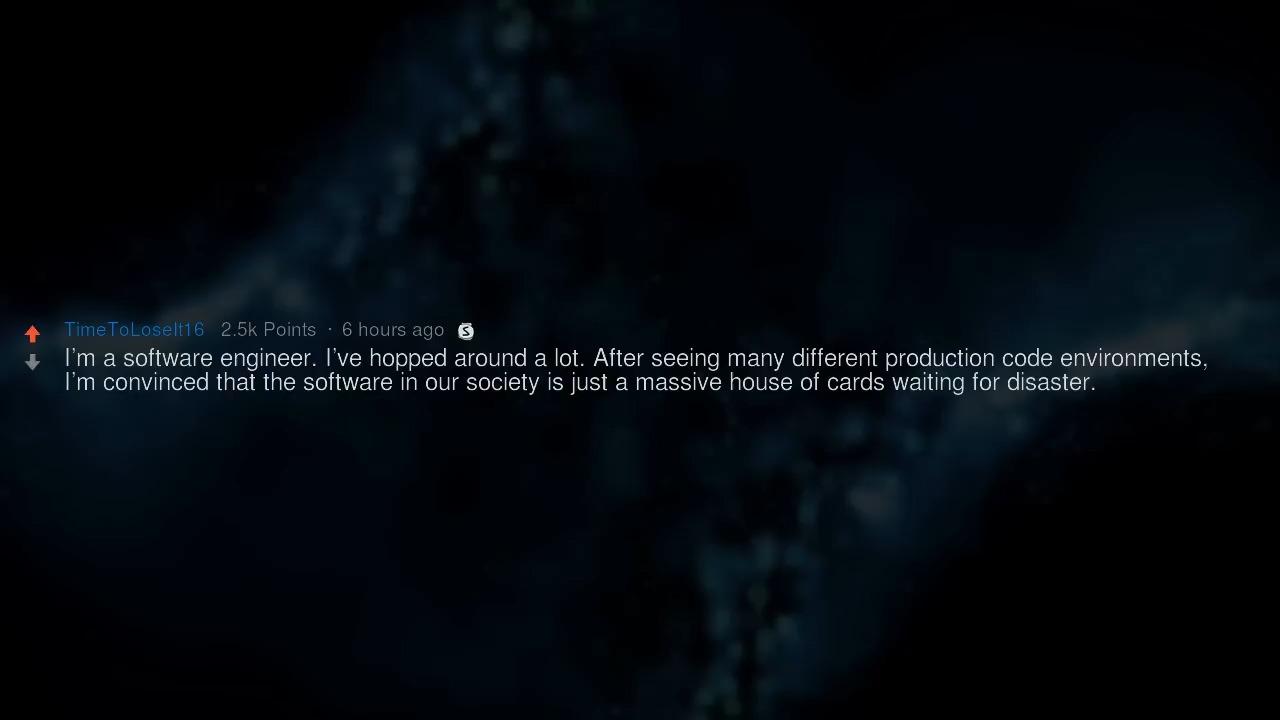 TimeToLoseIt16 2.5k Points · 6 hours ago S
I'm a software engineer. I've hopped around a lot. After seeing many different production code environments,
I'm convinced that the software in our society is just a massive house of cards waiting for disaster.